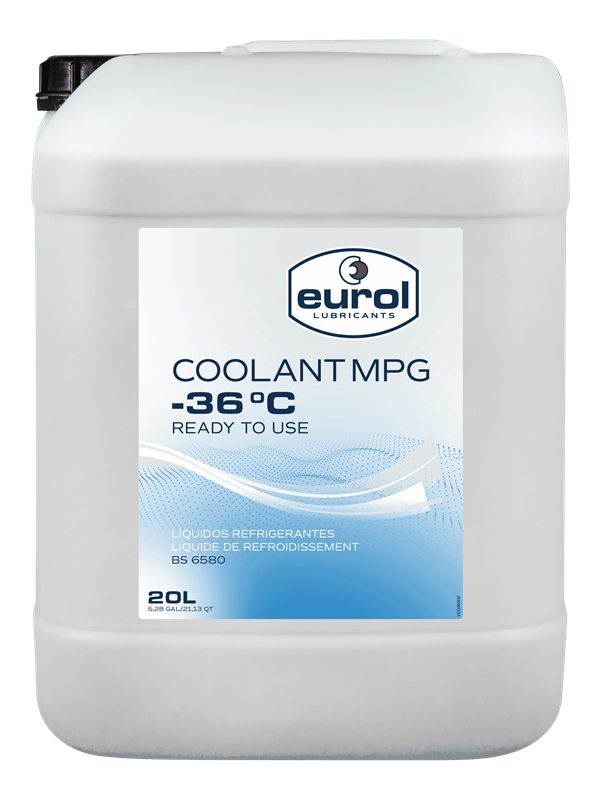 eurol
LUBRICANTS
COOLANT MPG
-36 ºC
READY TO USE
LÍQUIDOS REFRIGERANTES
LIQUIDE DE REFROIDISSEMENT
BS 6580
20L
5,28 GAL/21,13 QT